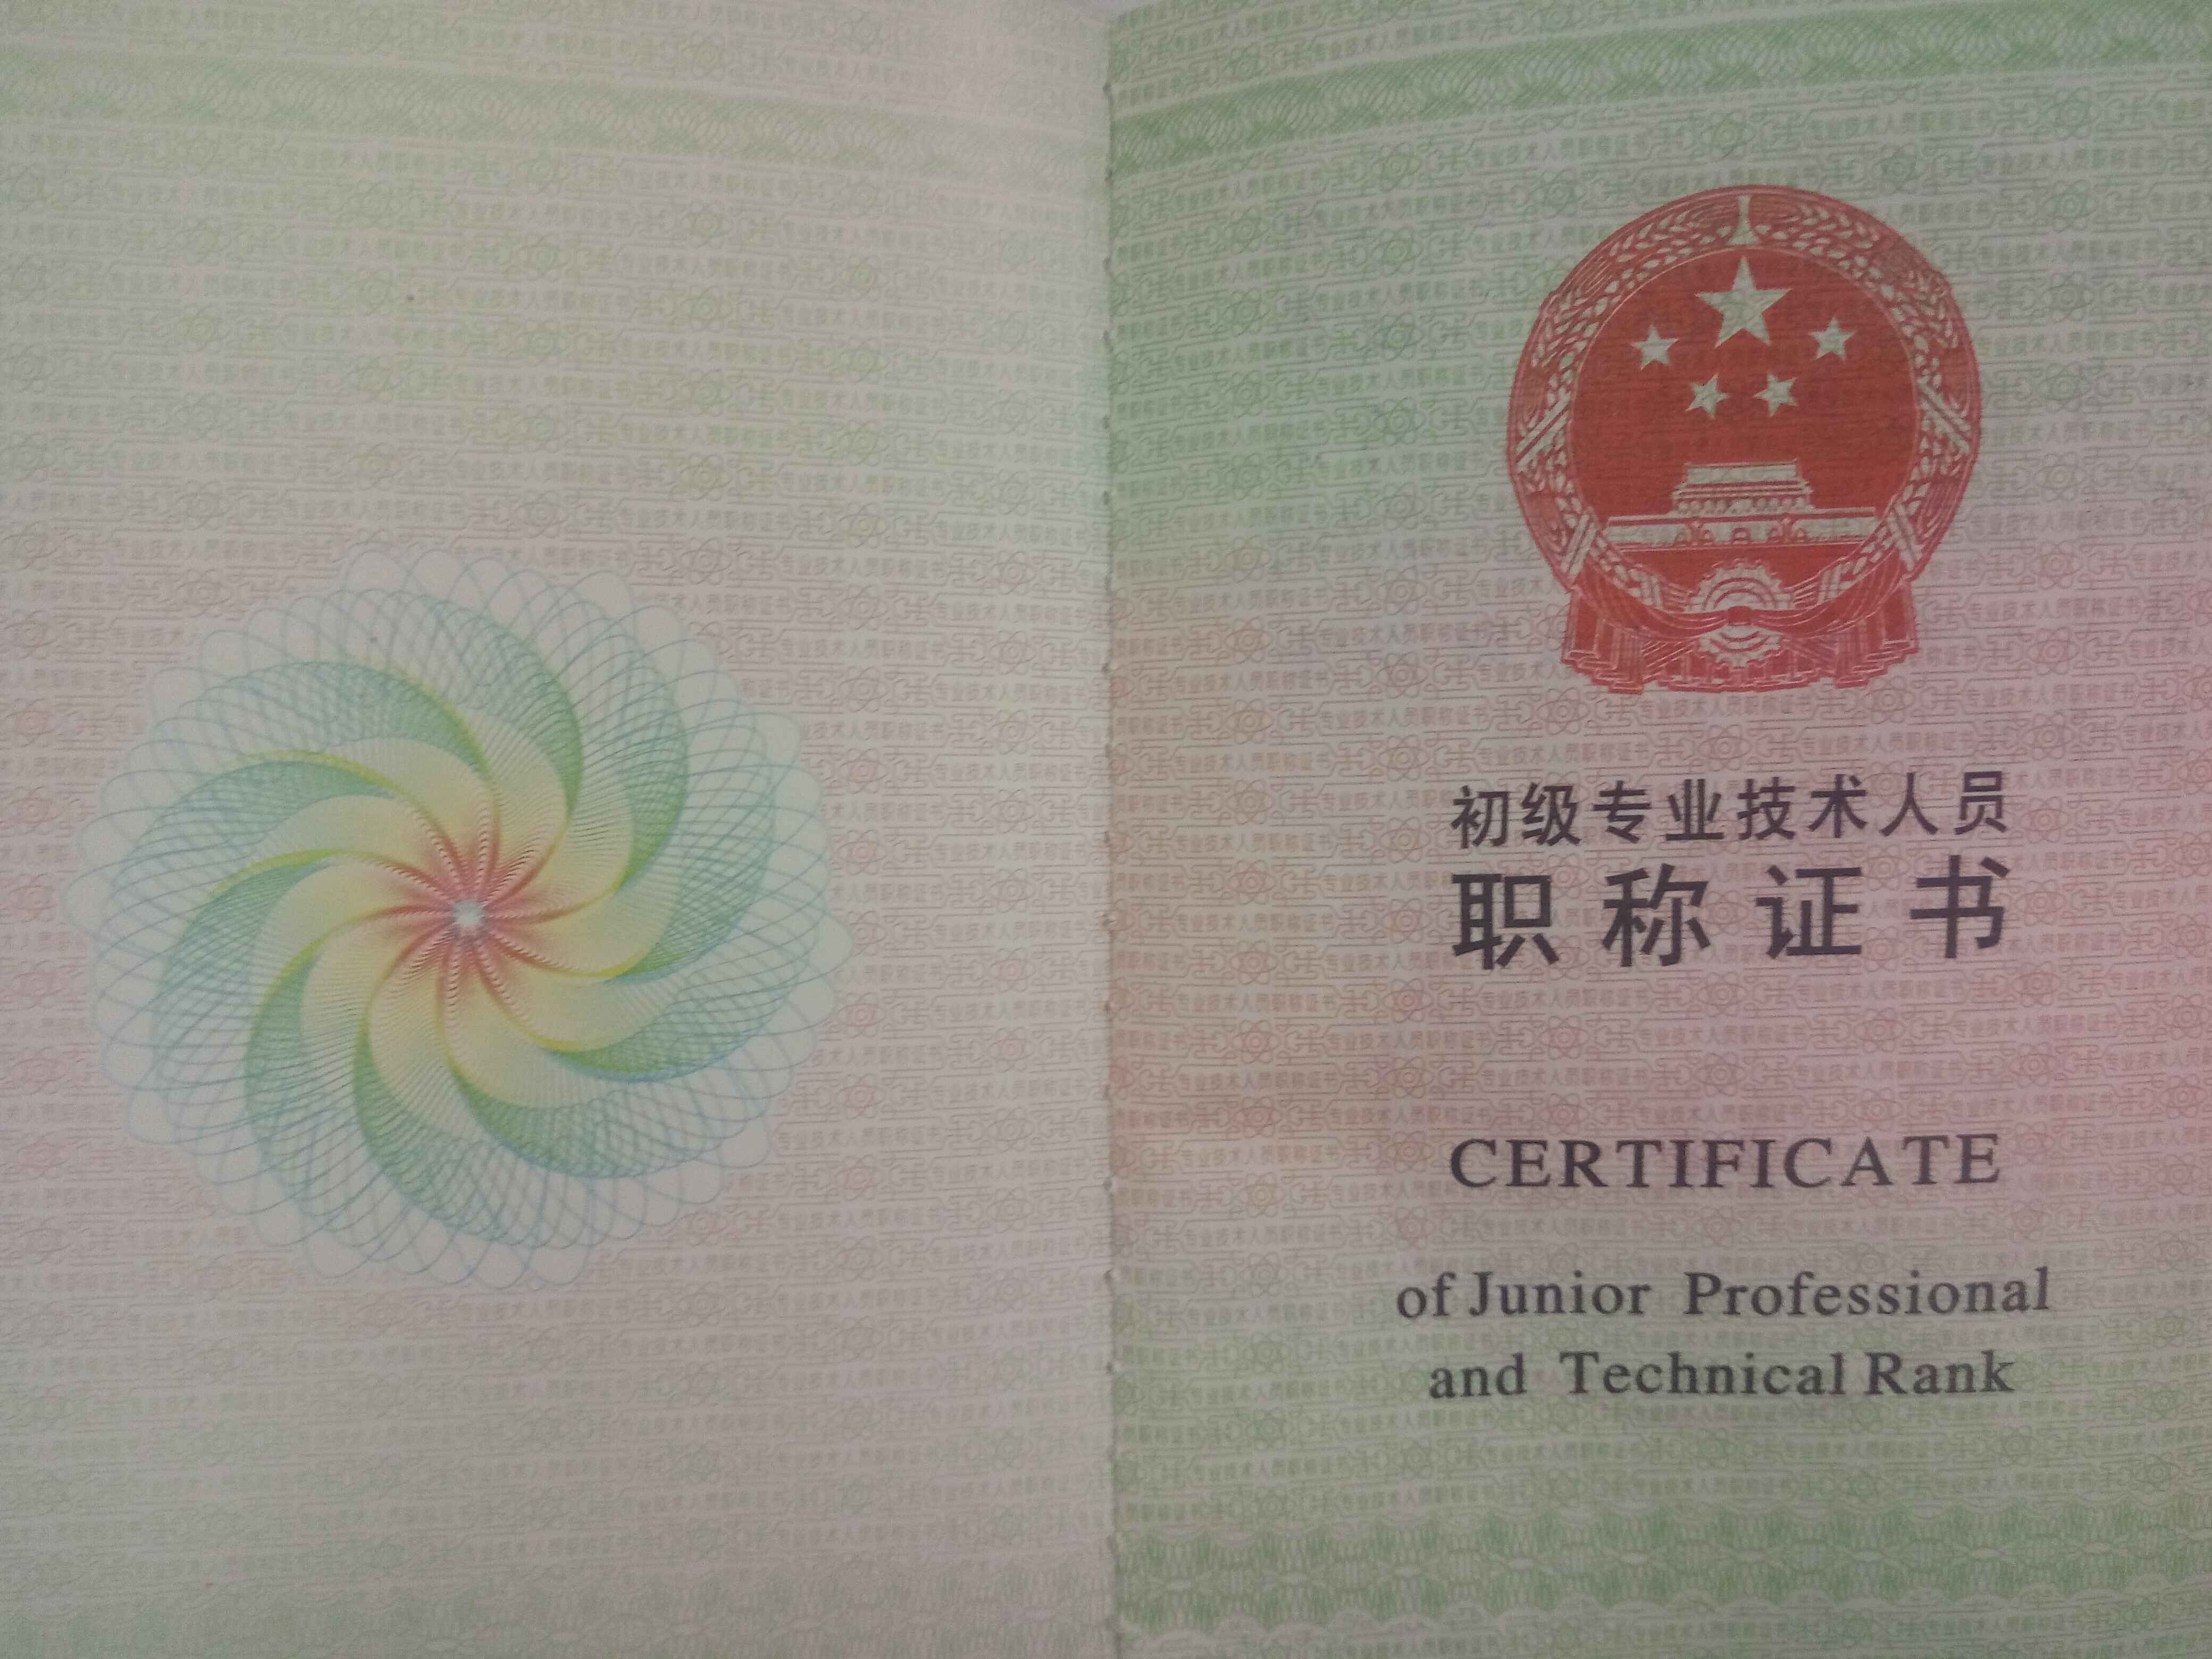 初级专业技术人员
职称证书
CERTIFICATE
of Junior Professional
and Technical Rank